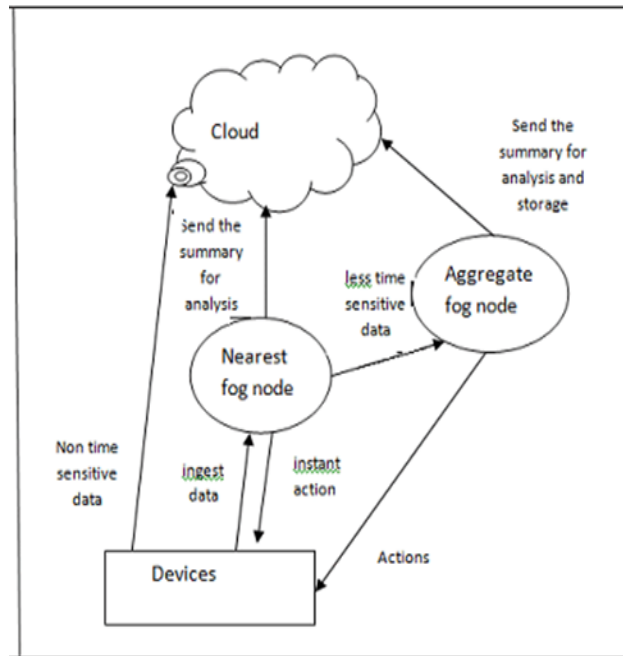 Cloud
Send the
summary for
analysis and
storage
Send the
summary
for
analysis
less time
sensitive
data
Aggregate
fog node
Nearest
fog node
Non time
sensitive
data
ingest
data
instant
action
Actions
Devices